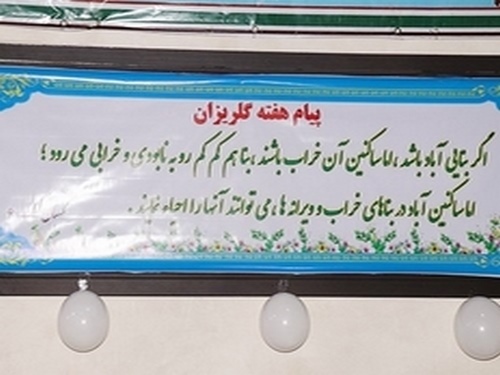 پیام هفته گلریزان
اگر بنایی آباد باشد ،اما ساکنین آن خراب باشند ،بنا هم کم کم رو به نابودی و خرابی می رود ؛
اما ساکنین آباد در بناهای خراب و ویرانه ها ،می توانند آنها را احیاء نمایند .